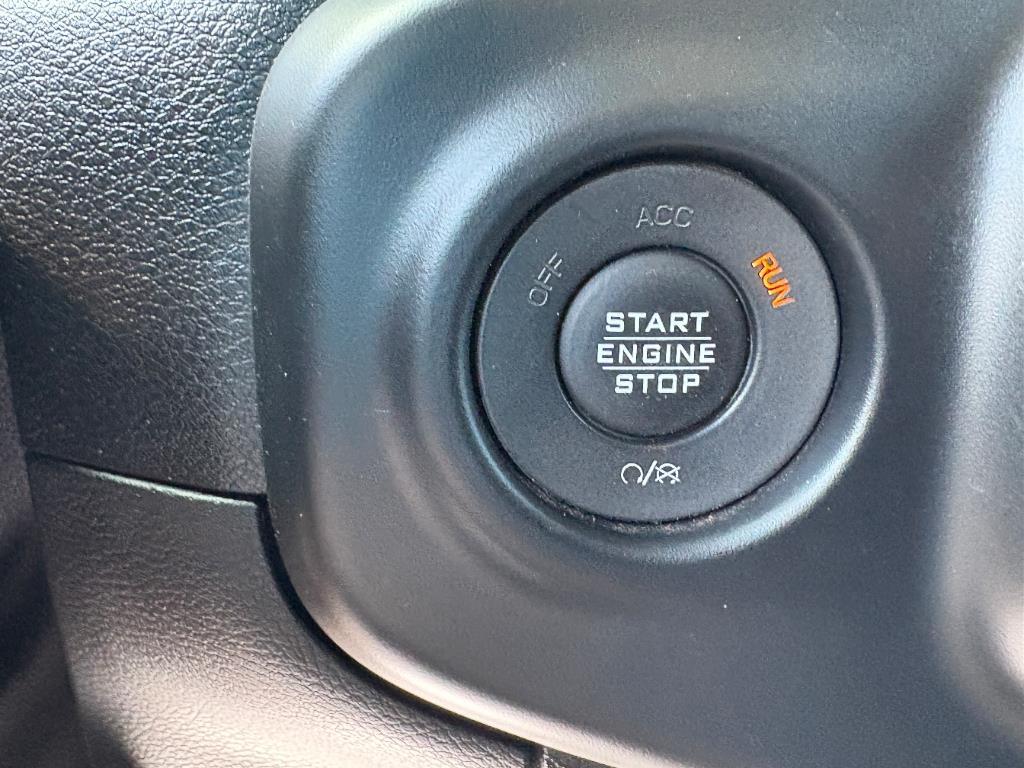 ACC
OFF
RUN
START
ENGINE
STOP